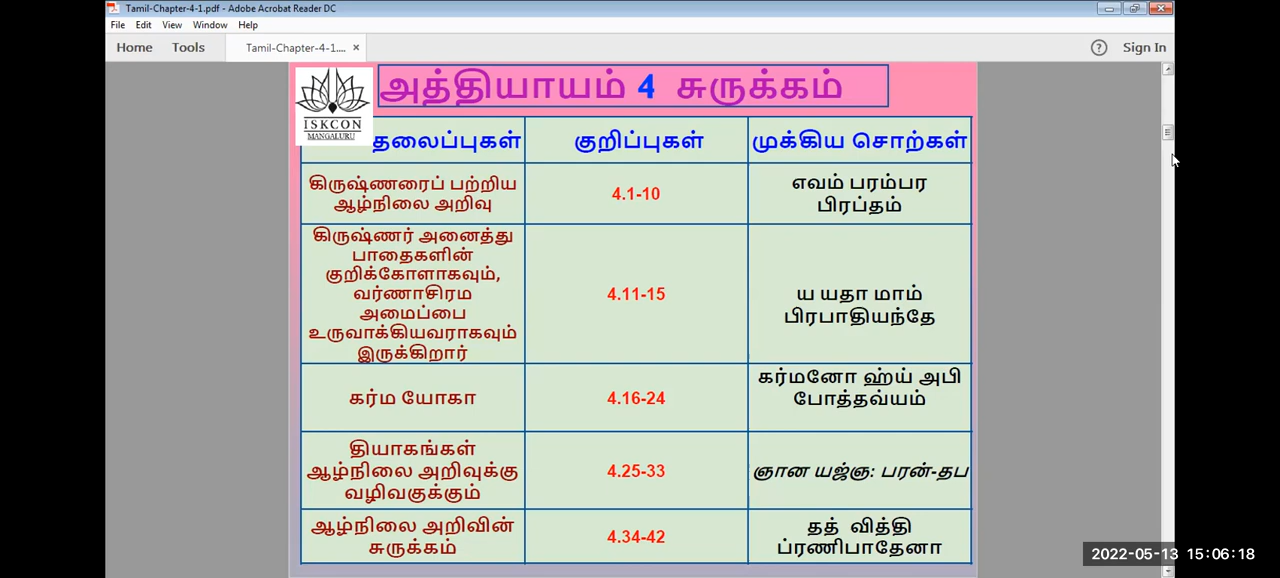 Tamil-Chapter-4-1.pdf - Adobe Acrobat Reader DC
File Edit View Window Help
Home Tools Tamil-Chapter-4-1.... × ? Sign In
ISKCON
MANGALURU
அத்தியாயம் 4 சுருக்கம்
தலைப்புகள் குறிப்புகள் முக்கிய சொற்கள்
கிருஷ்ணரைப் பற்றிய
ஆழ்நிலை அறிவு
4.1-10
எவம் பரம்பர
பிரப்தம்
கிருஷ்ணர் அனைத்து
பாதைகளின்
குறிக்கோளாகவும்,
வர்ணாசிரம
அமைப்பை
உருவாக்கியவராகவும்
இருக்கிறார்
4.11-15
ய யதா மாம்
பிரபாதியந்தே
கர்ம யோகா
4.16-24
கர்மனோ ஹ்ய் அபி
போத்தவ்யம்
தியாகங்கள்
ஆழ்நிலை அறிவுக்கு
வழிவகுக்கும்
4.25-33
ஞான யஜ்ஞ: பரன்-தப
ஆழ்நிலை அறிவின்
சுருக்கம்
4.34-42
தத் வித்தி
ப்ரணிபாதேனா
2022-05-13 15:06:18